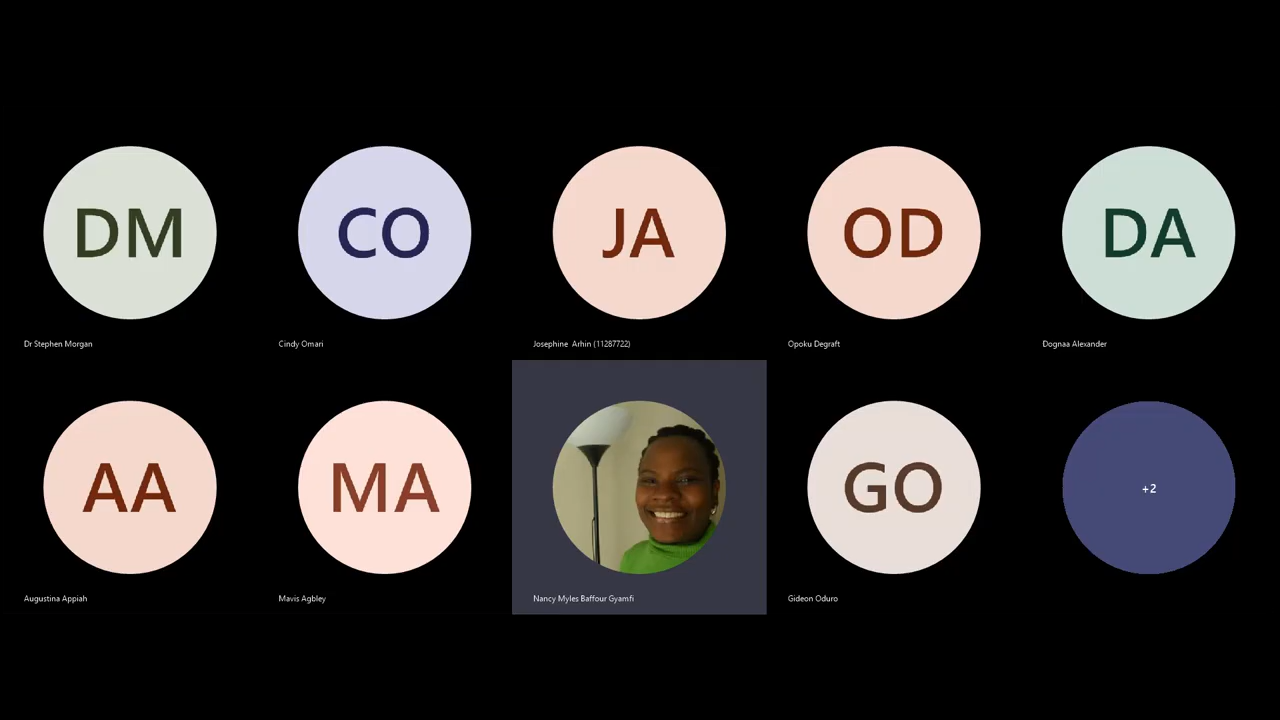 DM
CO
JA
OD
DA
Dr Stephen Morgan
Cindy Omari
Josephine Arhin (11287722)
Opoku Degraft
Dognaa Alexander
AA
MA
GO
+2
Augustina Appiah
Mavis Agbley
Nancy Myles Baffour Gyamfi
Gideon Oduro